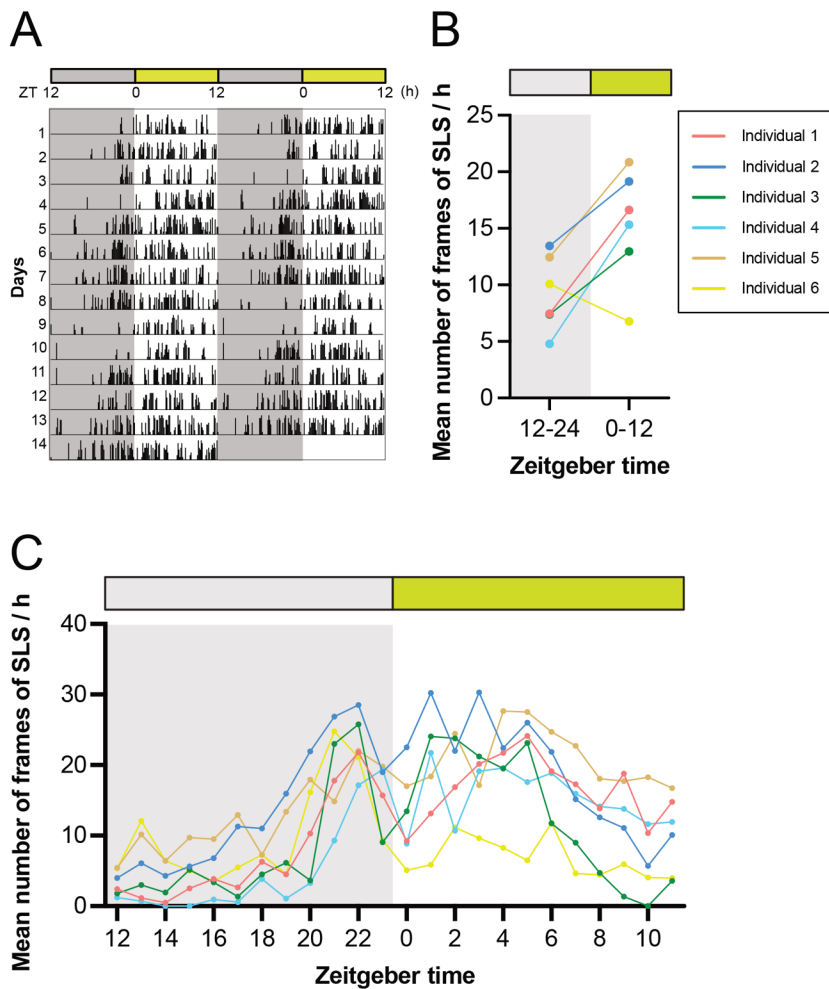 A
ZT 12 0 12 0 12 (h)
Days
1
2
3
4
5
6
7
8
9
10
11
12
13
14
B
Mean number of frames of SLS / h
25
20
15
10
5
0
12-24 0-12
Zeitgeber time
Individual 1
Individual 2
Individual 3
Individual 4
Individual 5
Individual 6
C
Mean number of frames of SLS / h
40
30
20
10
0
12 14 16 18 20 22 0 2 4 6 8 10
Zeitgeber time